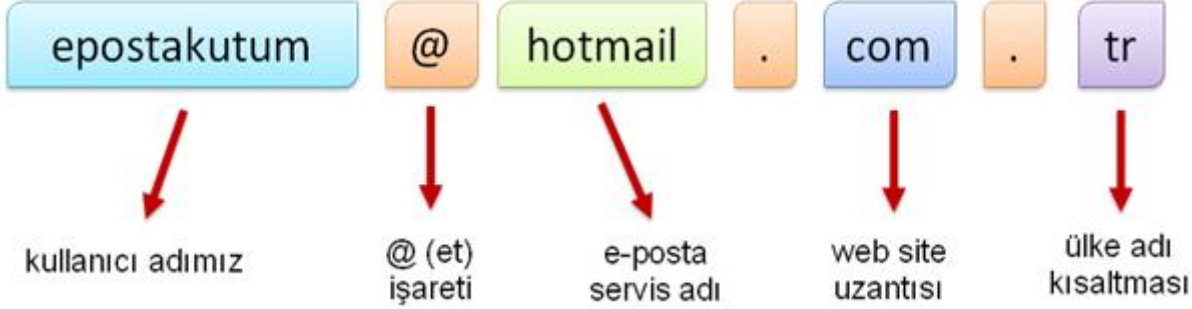 epostakutum @ hotmail . com . tr
kullanıcı adımız
@ (et)
işareti
e-posta
servis adı
web site
uzantısı
ülke adı
kısaltması